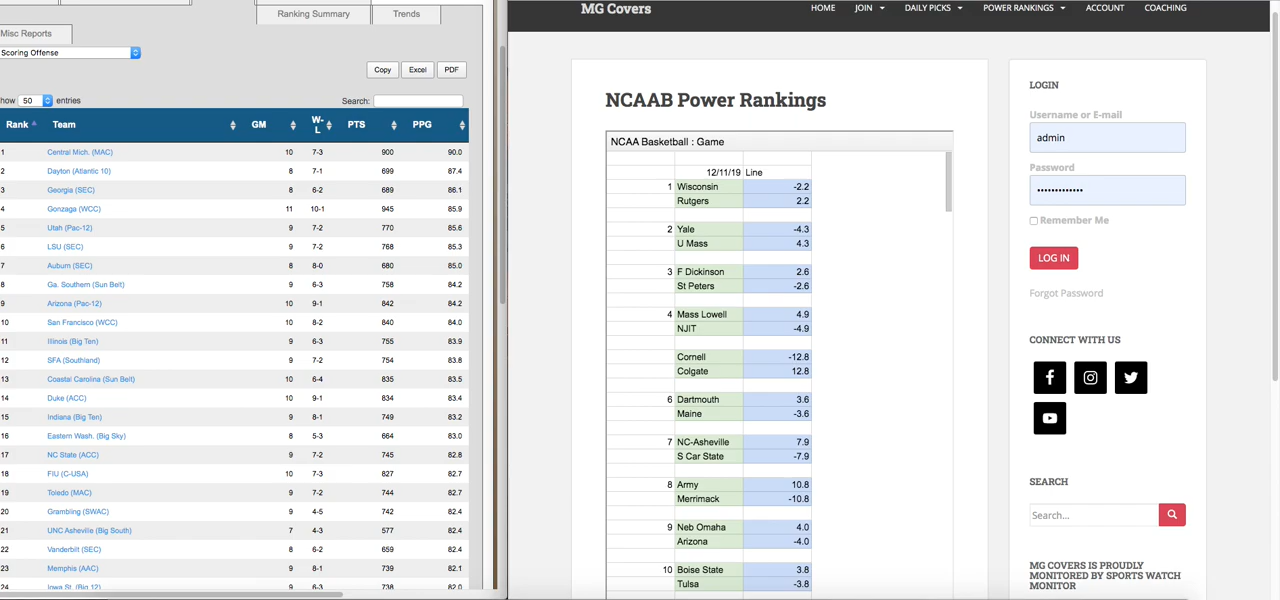 Ranking Summary
Trends
Misc Reports
Scoring Offense
Copy Excel PDF
how 50 entries
Search:
Rank Team GM W-L PTS PPG
1 Central Mich. (MAC) 10 7-3 900 90.0
2 Dayton (Atlantic 10) 8 7-1 699 87.4
3 Georgia (SEC) 8 6-2 689 86.1
4 Gonzaga (WCC) 11 10-1 945 85.9
5 Utah (Pac-12) 9 7-2 770 85.6
6 LSU (SEC) 9 7-2 768 85.3
7 Auburn (SEC) 8 8-0 680 85.0
8 Ga. Southern (Sun Belt) 9 6-3 758 84.2
9 Arizona (Pac-12) 10 9-1 842 84.2
10 San Francisco (WCC) 10 8-2 840 84.0
11 Illinois (Big Ten) 9 6-3 755 83.9
12 SFA (Southland) 9 7-2 754 83.8
13 Coastal Carolina (Sun Belt) 10 6-4 835 83.5
14 Duke (ACC) 10 9-1 834 83.4
15 Indiana (Big Ten) 9 8-1 749 83.2
16 Eastern Wash. (Big Sky) 8 5-3 664 83.0
17 NC State (ACC) 9 7-2 745 82.8
18 FIU (C-USA) 10 7-3 827 82.7
19 Toledo (MAC) 9 7-2 744 82.7
20 Grambling (SWAC) 9 4-5 742 82.4
21 UNC Asheville (Big South) 7 4-3 577 82.4
22 Vanderbilt (SEC) 8 6-2 659 82.4
23 Memphis (AAC) 9 8-1 739 82.1
24 Iowa St. (Big 12) 9 6-3 738 82.0
MG Covers
HOME JOIN DAILY PICKS POWER RANKINGS ACCOUNT COACHING
NCAAB Power Rankings
NCAA Basketball : Game
12/11/19 Line
1 Wisconsin -2.2
Rutgers 2.2
2 Yale -4.3
U Mass 4.3
3 F Dickinson 2.6
St Peters -2.6
4 Mass Lowell 4.9
NJIT -4.9
Cornell -12.8
Colgate 12.8
6 Dartmouth 3.6
Maine -3.6
7 NC-Asheville 7.9
S Car State -7.9
8 Army 10.8
Merrimack -10.8
9 Neb Omaha 4.0
Arizona -4.0
10 Boise State 3.8
Tulsa -3.8
LOGIN
Username or E-mail
admin
Password
•••••••••••••
Remember Me
LOG IN
Forgot Password
CONNECT WITH US
SEARCH
Search...
MG COVERS IS PROUDLY
MONITORED BY SPORTS WATCH
MONITOR